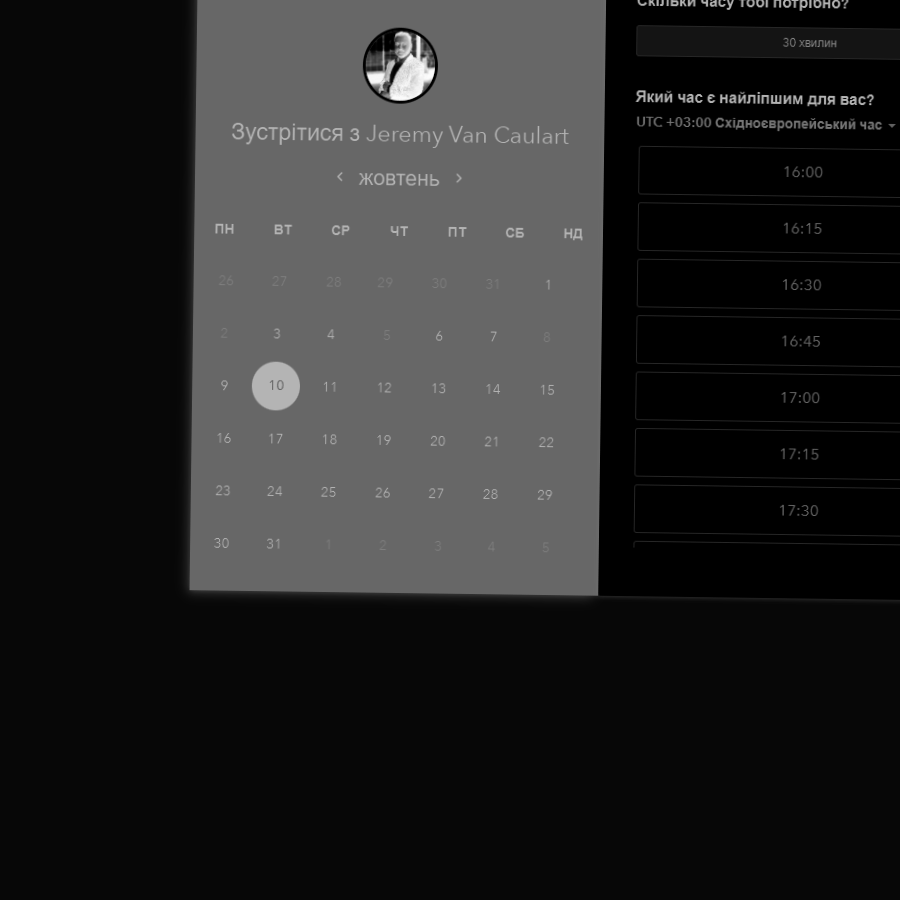 Зустрітися з Jeremy Van Caulart
жовтень
ПН ВТ СР ЧТ ПТ СБ НД
26 27 28 29 30 31 1
2 3 4 5 6 7 8
9 10 11 12 13 14 15
16 17 18 19 20 21 22
23 24 25 26 27 28 29
30 31 1 2 3 4 5
Скільки часу тобі потрібно?
30 хвилин
Який час є найліпшим для вас?
UTC +03:00 Східноєвропейський час
16:00
16:15
16:30
16:45
17:00
17:15
17:30